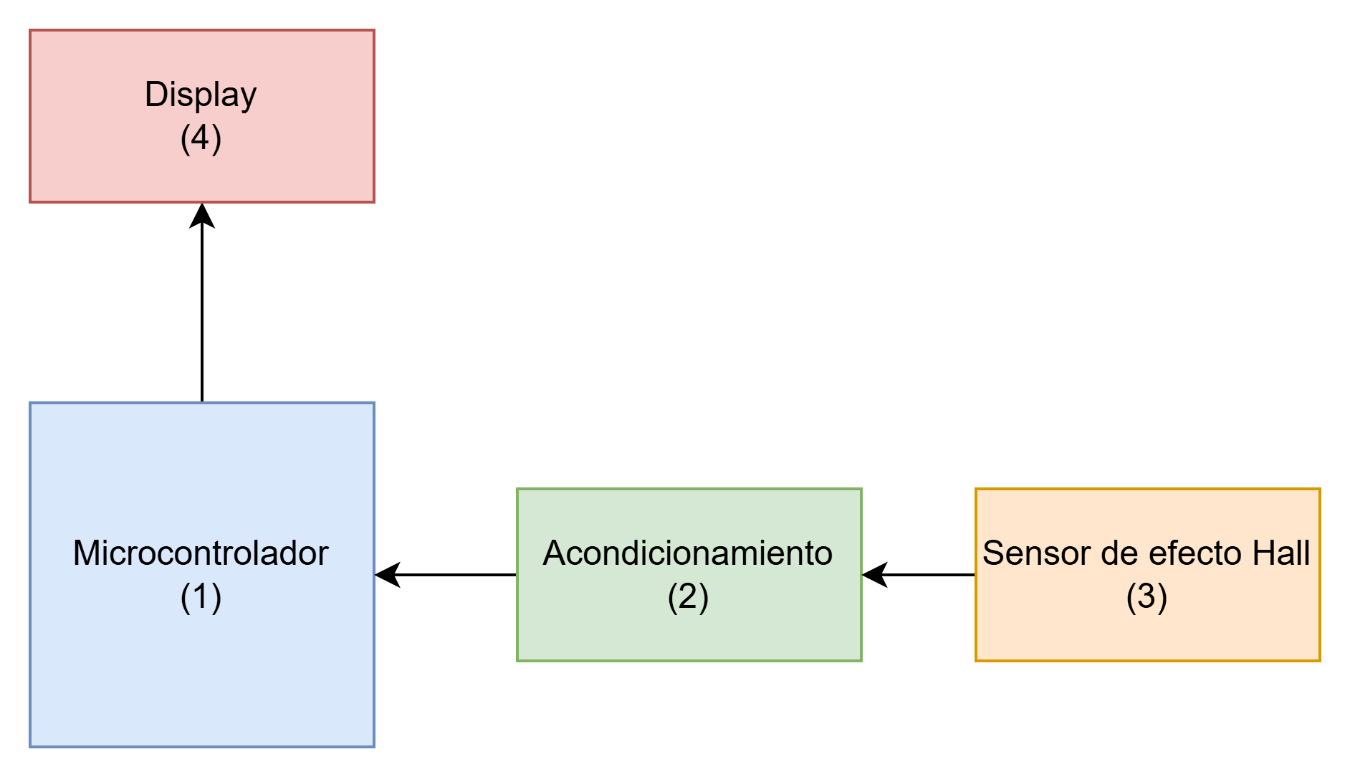 Display
(4)
Microcontrolador
(1)
Acondicionamiento
(2)
Sensor de efecto Hall
(3)